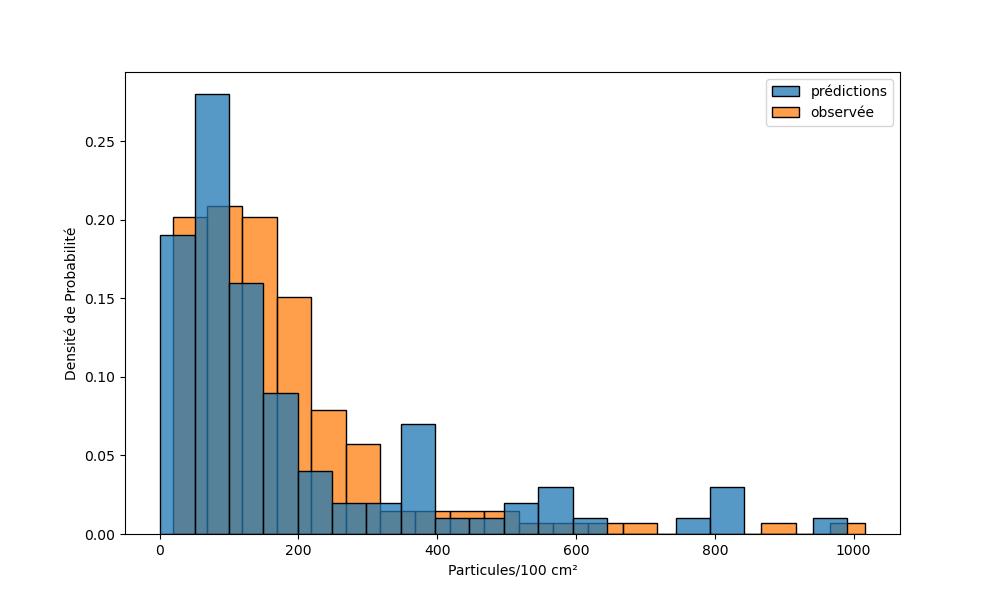 prédictions
observée
Densité de Probabilité
0.25
0.20
0.15
0.10
0.05
0.00
0 200 400 600 800 1000
Particules/100 cm²